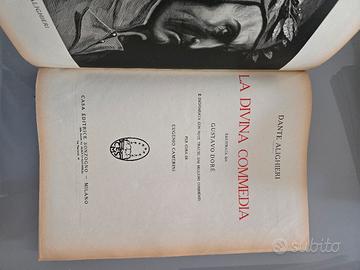 DANTE ALIGHIERI
LA DIVINA COMMEDIA
ILLUSTRATA DA
GUSTAVO DORÉ
E DICHIARATA CON NOTE TRATTE DAI MIGLIORI COMMENTI
PER CURA DI
EUGENIO CAMERINI
CASA EDITRICE SONZOGNO — MILANO
ALIGHIERI
subito